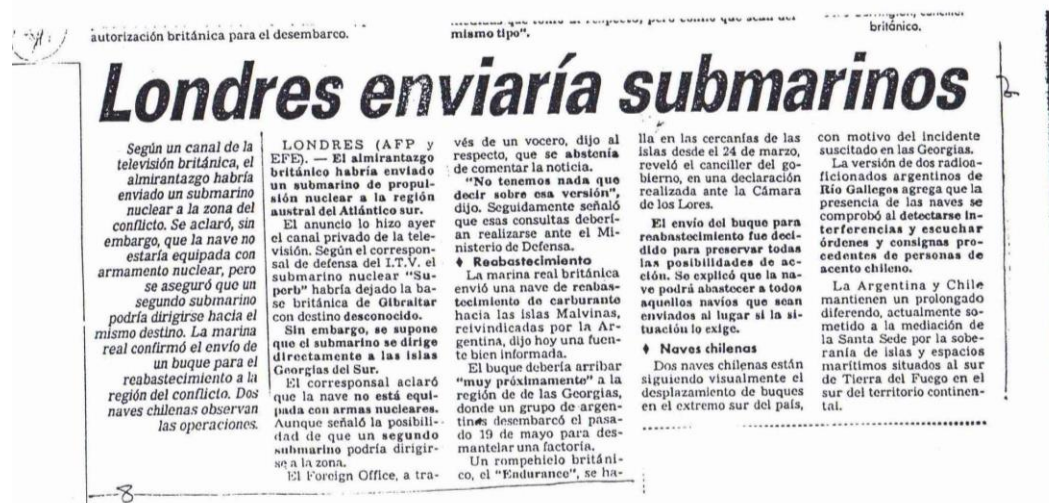 autorización británica para el desembarco.
mismo tipo".
británico.
Londres enviaría submarinos
Según un canal de la
televisión británica, el
almirantazgo habría
enviado un submarino
nuclear a la zona del
conflicto. Se aclaró, sin
embargo, que la nave no
estaría equipada con
armamento nuclear, pero
se aseguró que un
segundo submarino
podría dirigirse hacia el
mismo destino. La marina
real confirmó el envío de
un buque para el
reabastecimiento a la
región del conflicto. Dos
naves chilenas observan
las operaciones.
LONDRES (AFP y
EFE). — El almirantazgo
británico habría enviado
un submarino de propul-
sión nuclear a la región
austral del Atlántico sur.
El anuncio lo hizo ayer
el canal privado de la tele-
visión. Según el correspon-
sal de defensa del I.T.V. el
submarino nuclear "Su-
perb" habría dejado la ba-
se británica de Gibraltar
con destino desconocido.
Sin embargo, se supone
que el submarino se dirige
directamente a las islas
Georgias del Sur.
El corresponsal aclaró
que la nave no está equi-
pada con armas nucleares.
Aunque señaló la posibili-
dad de que un segundo
submarino podría dirigir-
se a la zona.
El Foreign Office, a tra-
vés de un vocero, dijo al
respecto, que se abstenía
de comentar la noticia.
"No tenemos nada que
decir sobre esa versión",
dijo. Seguidamente señaló
que esas consultas deberí-
an realizarse ante el Mi-
nisterio de Defensa.
♦ Reabastecimiento
La marina real británica
envió una nave de reabas-
tecimiento de carburante
hacia las islas Malvinas,
reivindicadas por la Ar-
gentina, dijo hoy una fuen-
te bien informada.
El buque debería arribar
"muy próximamente" a la
región de de las Georgias,
donde un grupo de argen-
tinos desembarcó el pasa-
do 19 de mayo para des-
mantelar una factoría.
Un rompehielo británi-
co, el "Endurance", se ha-
lla en las cercanías de las
islas desde el 24 de marzo,
reveló el canciller del go-
bierno, en una declaración
realizada ante la Cámara
de los Lores.
El envío del buque para
reabastecimiento fue deci-
dido para preservar todas
las posibilidades de ac-
ción. Se explicó que la na-
ve podrá abastecer a todos
aquellos navíos que sean
enviados al lugar si la si-
tuación lo exige.
♦ Naves chilenas
Dos naves chilenas están
siguiendo visualmente el
desplazamiento de buques
en el extremo sur del país,
con motivo del incidente
suscitado en las Georgias.
La versión de dos radioa-
ficionados argentinos de
Río Gallegos agrega que la
presencia de las naves se
comprobó al detectarse in-
terferencias y escuchar
órdenes y consignas pro-
cedentes de personas de
acento chileno.
La Argentina y Chile
mantienen un prolongado
diferendo, actualmente so-
metido a la mediación de
la Santa Sede por la sobe-
ranía de islas y espacios
marítimos situados al sur
de Tierra del Fuego en el
sur del territorio continen-
tal.
8